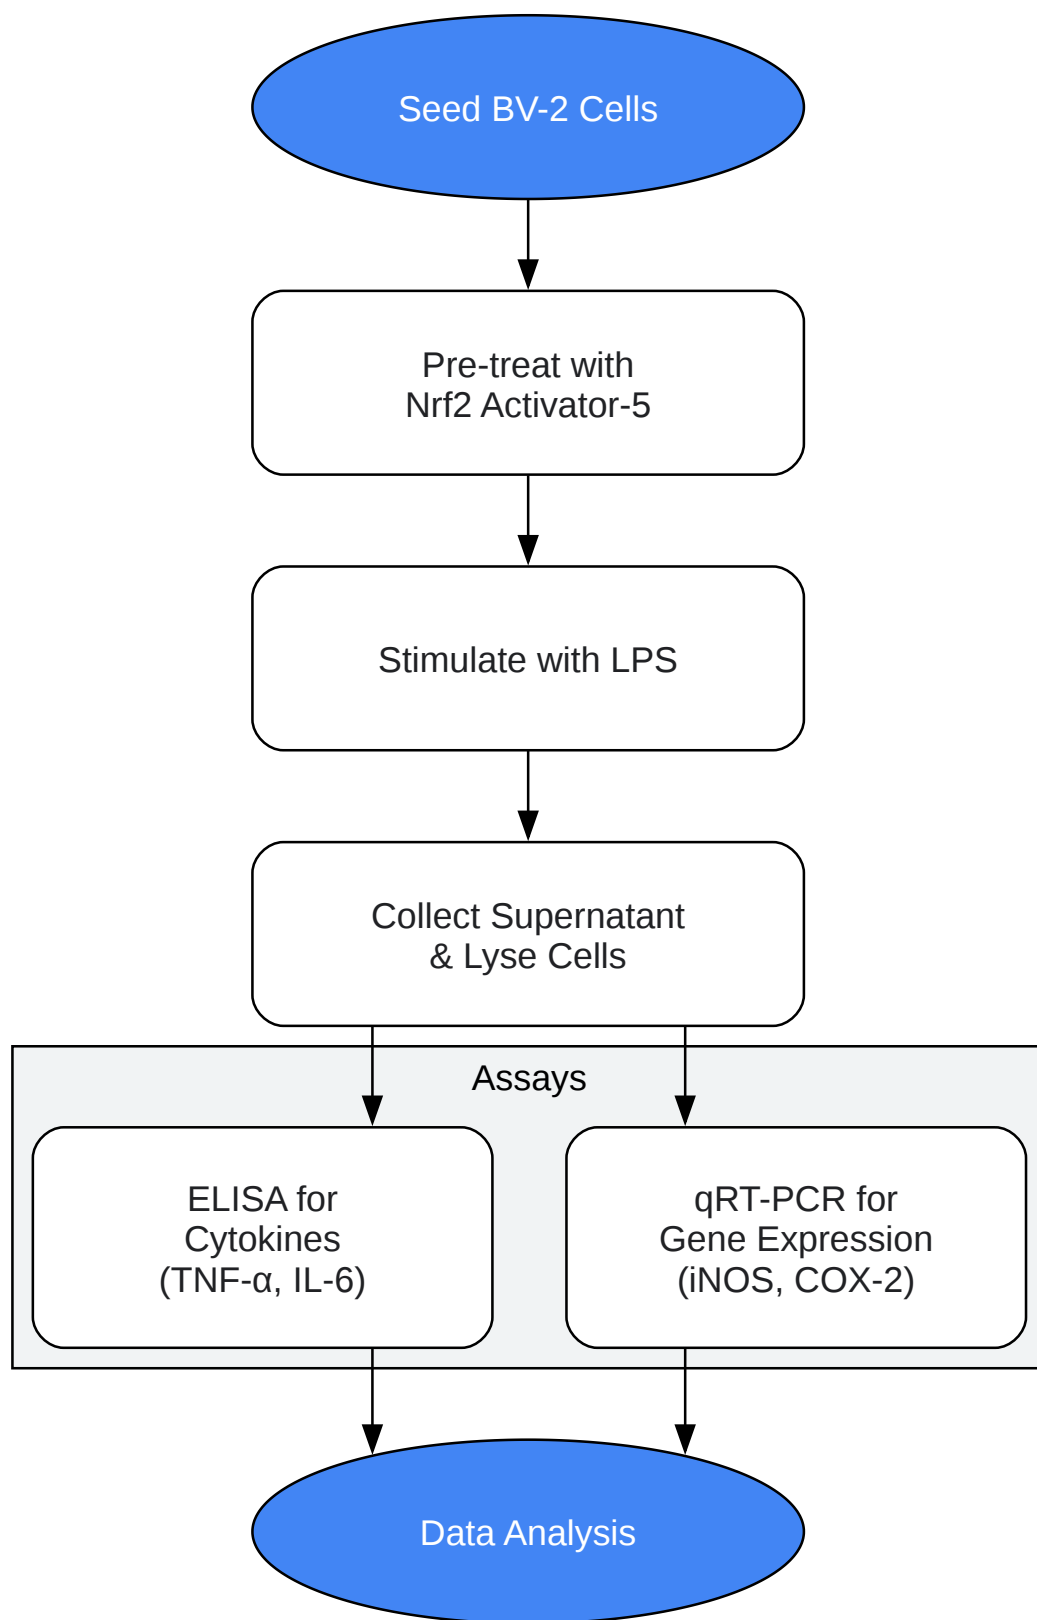 Seed BV-2 Cells
Pre-treat with
Nrf2 Activator-5
Stimulate with LPS
Collect Supernatant
& Lyse Cells
Assays
ELISA for
Cytokines
(TNF-α, IL-6)
qRT-PCR for
Gene Expression
(iNOS, COX-2)
Data Analysis